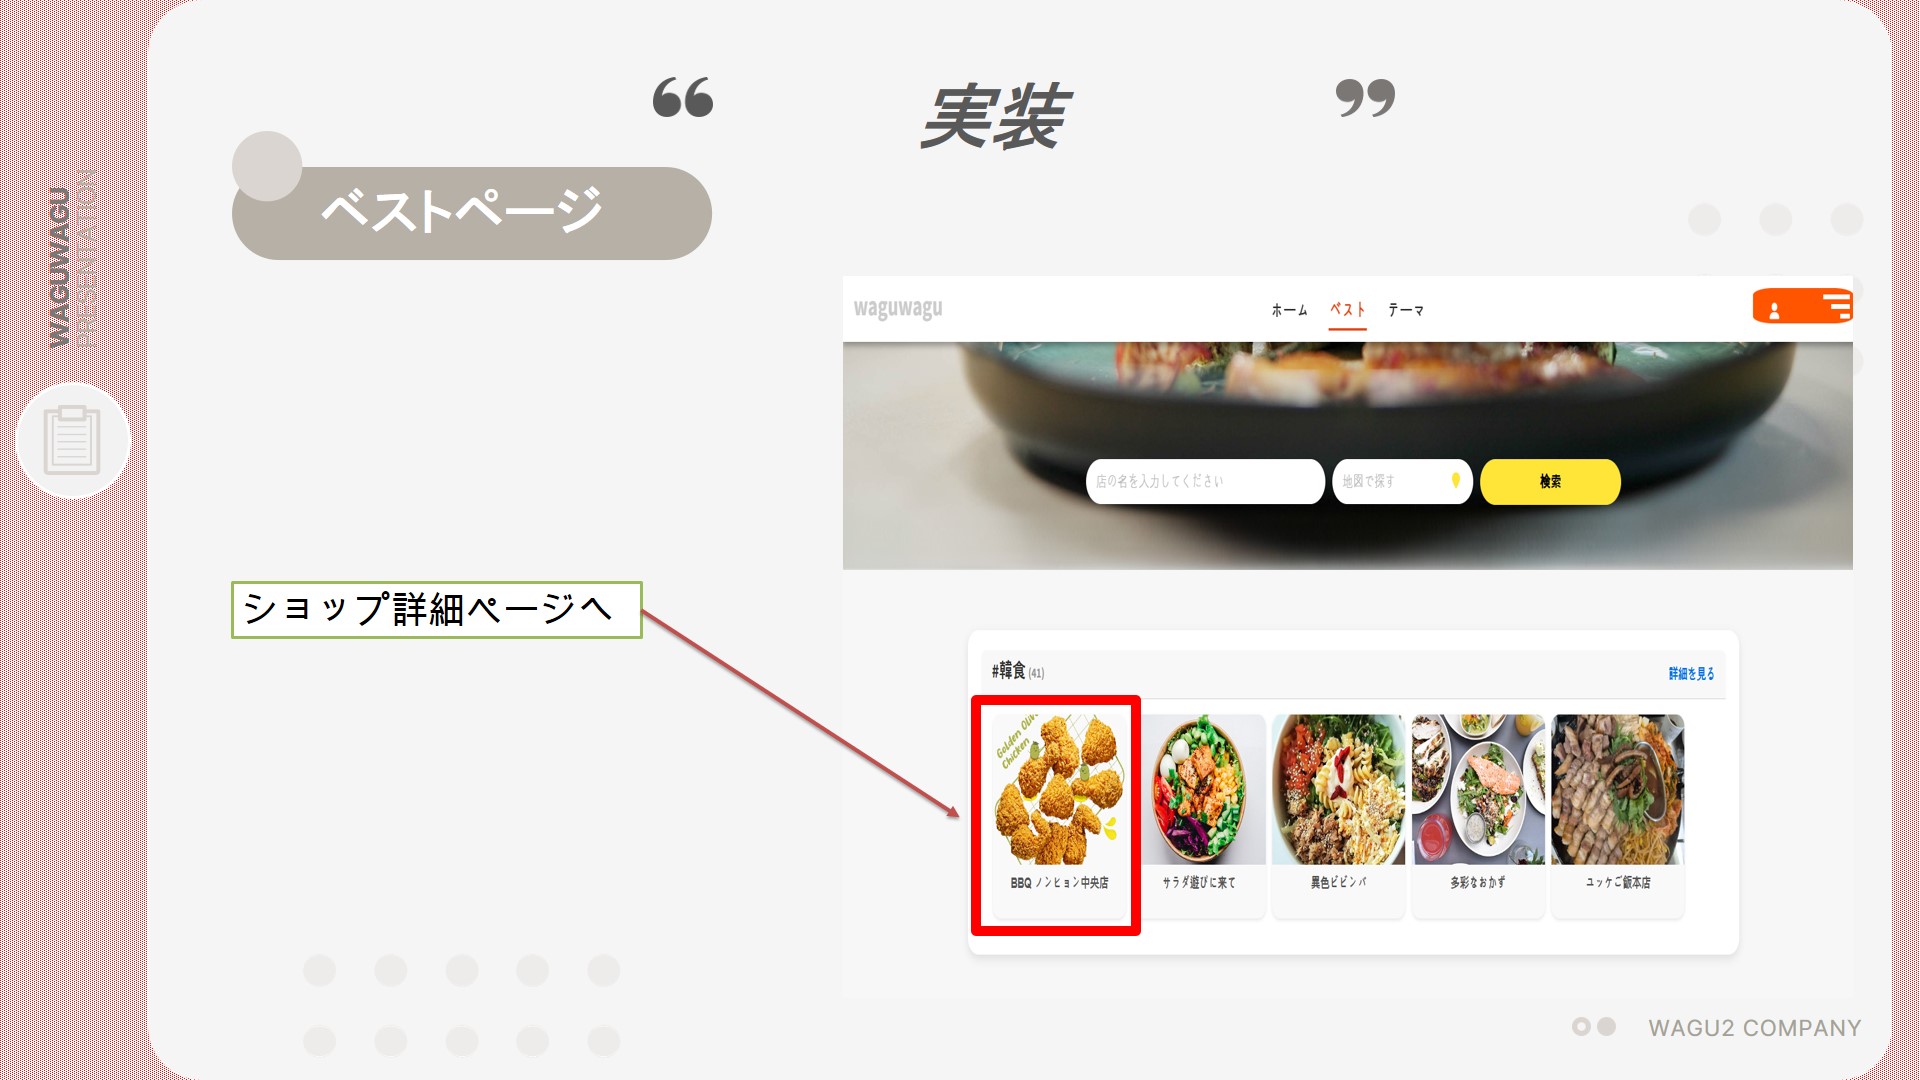 “ 実装 ”
ベストページ
WAGUWAGU
PRESENTATION
waguwagu
ホーム ベスト テーマ
店の名を入力してください
地図で探す
検索
ショップ詳細ページへ
#韓食 (41)
詳細を見る
Golden Olive
Chicken
BBQ ノンヒョン中央店
サラダ遊びに来て
異色ビビンバ
多彩なおかず
ユッケご飯本店
WAGU2 COMPANY